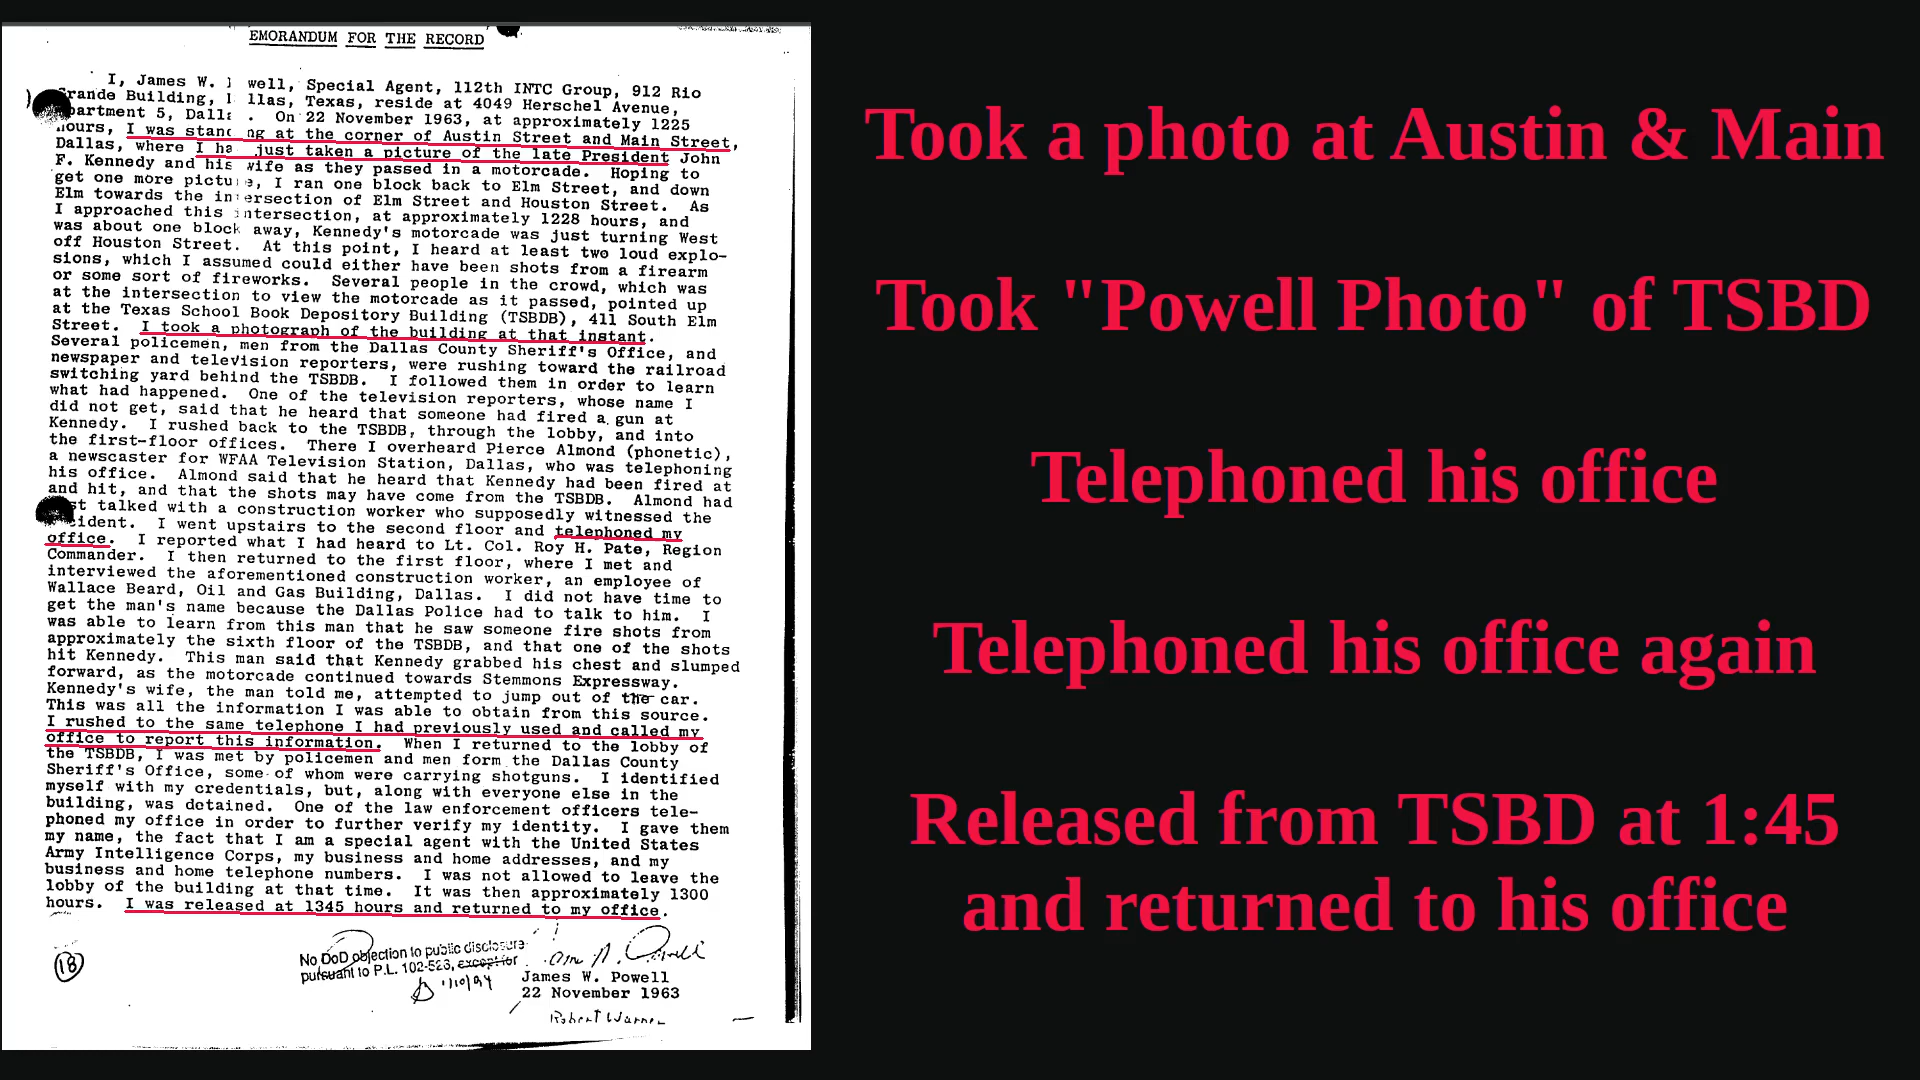 EMORANDUM FOR THE RECORD
I, James W. well, Special Agent, 112th INTC Group, 912 Rio
rande Building, llas, Texas, reside at 4049 Herschel Avenue,
partment 5, Dall . On 22 November 1963, at approximately 1225
hours, I was stand ng at the corner of Austin Street and Main Street,
Dallas, where I ha just taken a picture of the late President John
F. Kennedy and his wife as they passed in a motorcade. Hoping to
get one more picture, I ran one block back to Elm Street, and down
Elm towards the intersection of Elm Street and Houston Street. As
I approached this intersection, at approximately 1228 hours, and
was about one block away, Kennedy's motorcade was just turning West
off Houston Street. At this point, I heard at least two loud explo-
sions, which I assumed could either have been shots from a firearm
or some sort of fireworks. Several people in the crowd, which was
at the intersection to view the motorcade as it passed, pointed up
at the Texas School Book Depository Building (TSBDB), 411 South Elm
Street. I took a photograph of the building at that instant.
Several policemen, men from the Dallas County Sheriff's Office, and
newspaper and television reporters, were rushing toward the railroad
switching yard behind the TSBDB. I followed them in order to learn
what had happened. One of the television reporters, whose name I
did not get, said that he heard that someone had fired a gun at
Kennedy. I rushed back to the TSBDB, through the lobby, and into
the first-floor offices. There I overheard Pierce Almond (phonetic),
a newscaster for WFAA Television Station, Dallas, who was telephoning
his office. Almond said that he heard that Kennedy had been fired at
and hit, and that the shots may have come from the TSBDB. Almond had
st talked with a construction worker who supposedly witnessed the
cident. I went upstairs to the second floor and telephoned my
office. I reported what I had heard to Lt. Col. Roy H. Pate, Region
Commander. I then returned to the first floor, where I met and
interviewed the aforementioned construction worker, an employee of
Wallace Beard, Oil and Gas Building, Dallas. I did not have time to
get the man's name because the Dallas Police had to talk to him. I
was able to learn from this man that he saw someone fire shots from
approximately the sixth floor of the TSBDB, and that one of the shots
hit Kennedy. This man said that Kennedy grabbed his chest and slumped
forward, as the motorcade continued towards Stemmons Expressway.
Kennedy's wife, the man told me, attempted to jump out of the car.
This was all the information I was able to obtain from this source.
I rushed to the same telephone I had previously used and called my
office to report this information. When I returned to the lobby of
the TSBDB, I was met by policemen and men form the Dallas County
Sheriff's Office, some of whom were carrying shotguns. I identified
myself with my credentials, but, along with everyone else in the
building, was detained. One of the law enforcement officers tele-
phoned my office in order to further verify my identity. I gave them
my name, the fact that I am a special agent with the United States
Army Intelligence Corps, my business and home addresses, and my
business and home telephone numbers. I was not allowed to leave the
lobby of the building at that time. It was then approximately 1300
hours. I was released at 1345 hours and returned to my office.
18
No DoD objection to public disclosure
pursuant to P.L. 102-526, except for
1/10/94
James W. Powell
22 November 1963
Robert Warner
Took a photo at Austin & Main
Took "Powell Photo" of TSBD
Telephoned his office
Telephoned his office again
Released from TSBD at 1:45
and returned to his office